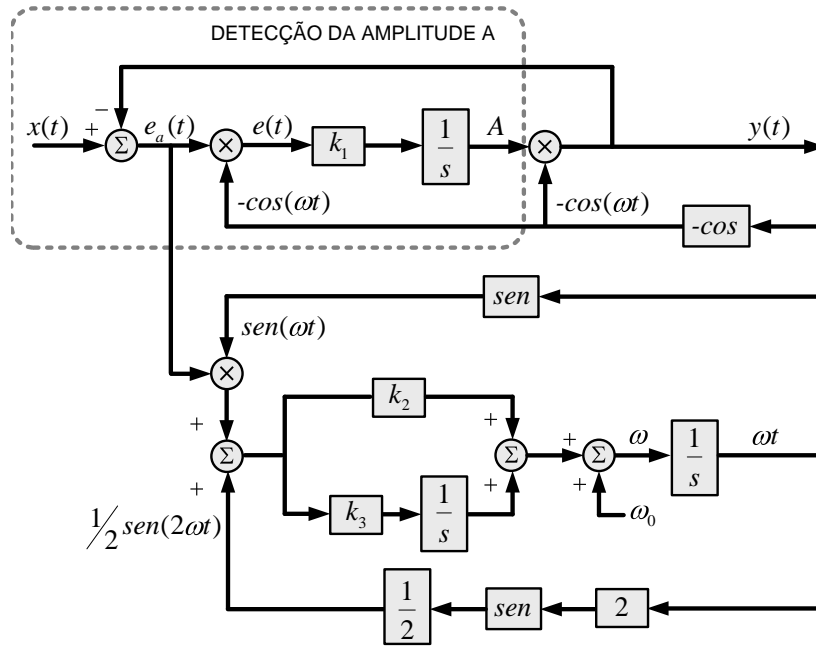 DETECÇÃO DA AMPLITUDE A
−
x(t) + Σ e_a(t) × e(t) k_1 1/s A × y(t)
-cos(ωt) -cos(ωt) -cos
sen
sen(ωt)
×
+ k_2
+ +
Σ Σ Σ ω 1/s ωt
+ + +
1/2 sen(2ωt) k_3 1/s ω_0
1/2 sen 2